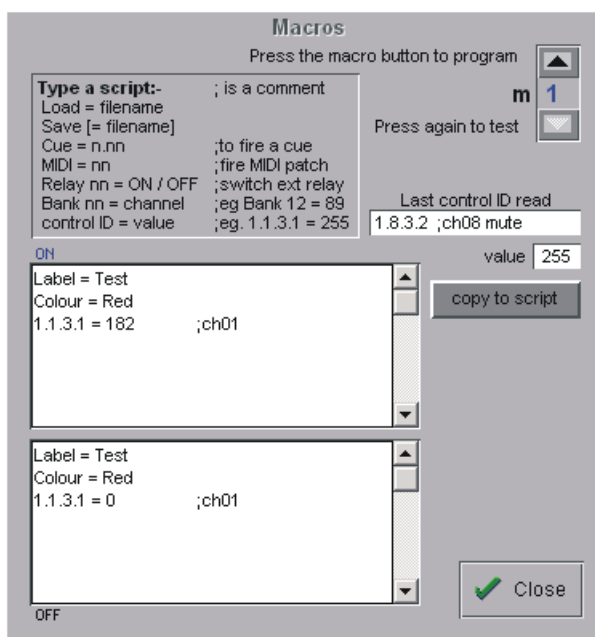 Macros
Press the macro button to program
m 1
Press again to test
Type a script:- ; is a comment
Load = filename
Save [= filename]
Cue = n.nn ;to fire a cue
MIDI = nn ;fire MIDI patch
Relay nn = ON / OFF ;switch ext relay
Bank nn = channel ;eg Bank 12 = 89
control ID = value ;eg. 1.1.3.1 = 255
Last control ID read
1.8.3.2 ;ch08 mute
value 255
copy to script
ON
Label = Test
Colour = Red
1.1.3.1 = 182 ;ch01
Label = Test
Colour = Red
1.1.3.1 = 0 ;ch01
OFF
Close